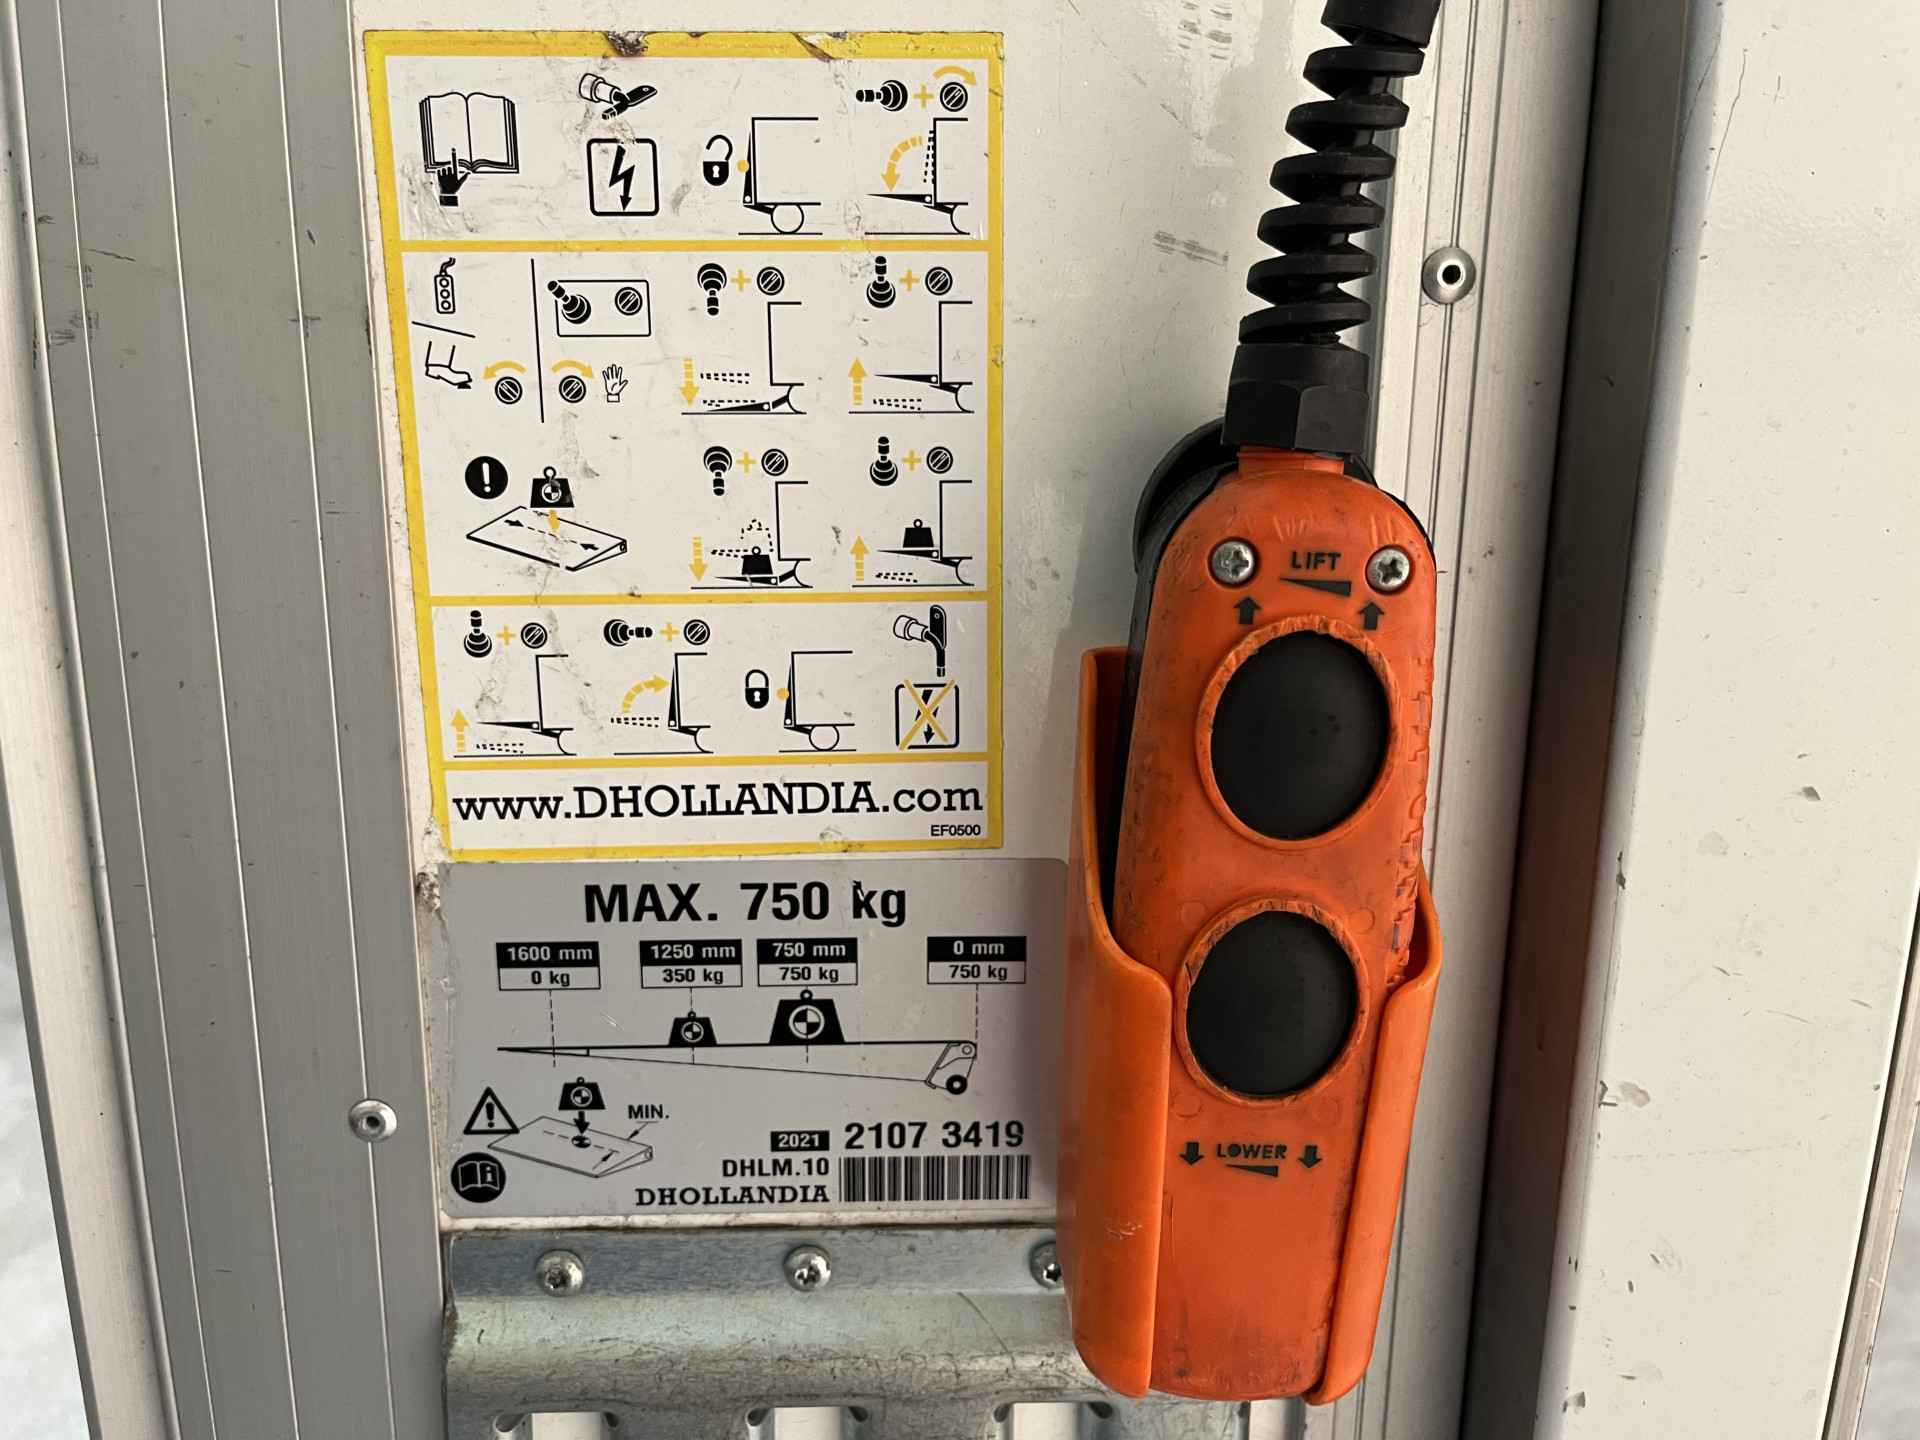 www.DHOLLANDIA.com
EF0500
MAX. 750 kg
1600 mm 1250 mm 750 mm 0 mm
0 kg 350 kg 750 kg 750 kg
MIN.
2021 2107 3419
DHLM.10
DHOLLANDIA
LIFT
LOWER